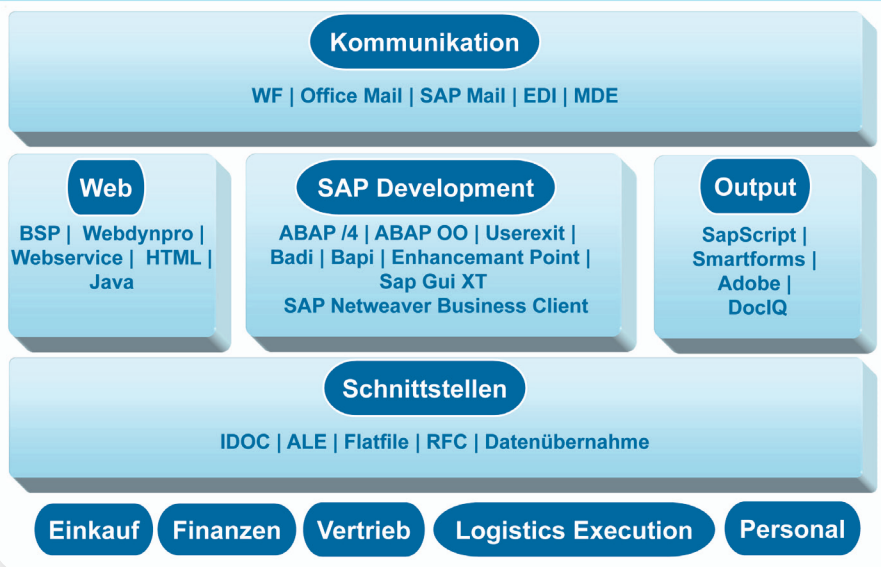 Kommunikation
WF | Office Mail | SAP Mail | EDI | MDE
Web
BSP | Webdynpro |
Webservice | HTML |
Java
SAP Development
ABAP /4 | ABAP OO | Userexit |
Badi | Bapi | Enhancemant Point |
Sap Gui XT
SAP Netweaver Business Client
Output
SapScript |
Smartforms |
Adobe |
DocIQ
Schnittstellen
IDOC | ALE | Flatfile | RFC | Datenübernahme
Einkauf
Finanzen
Vertrieb
Logistics Execution
Personal